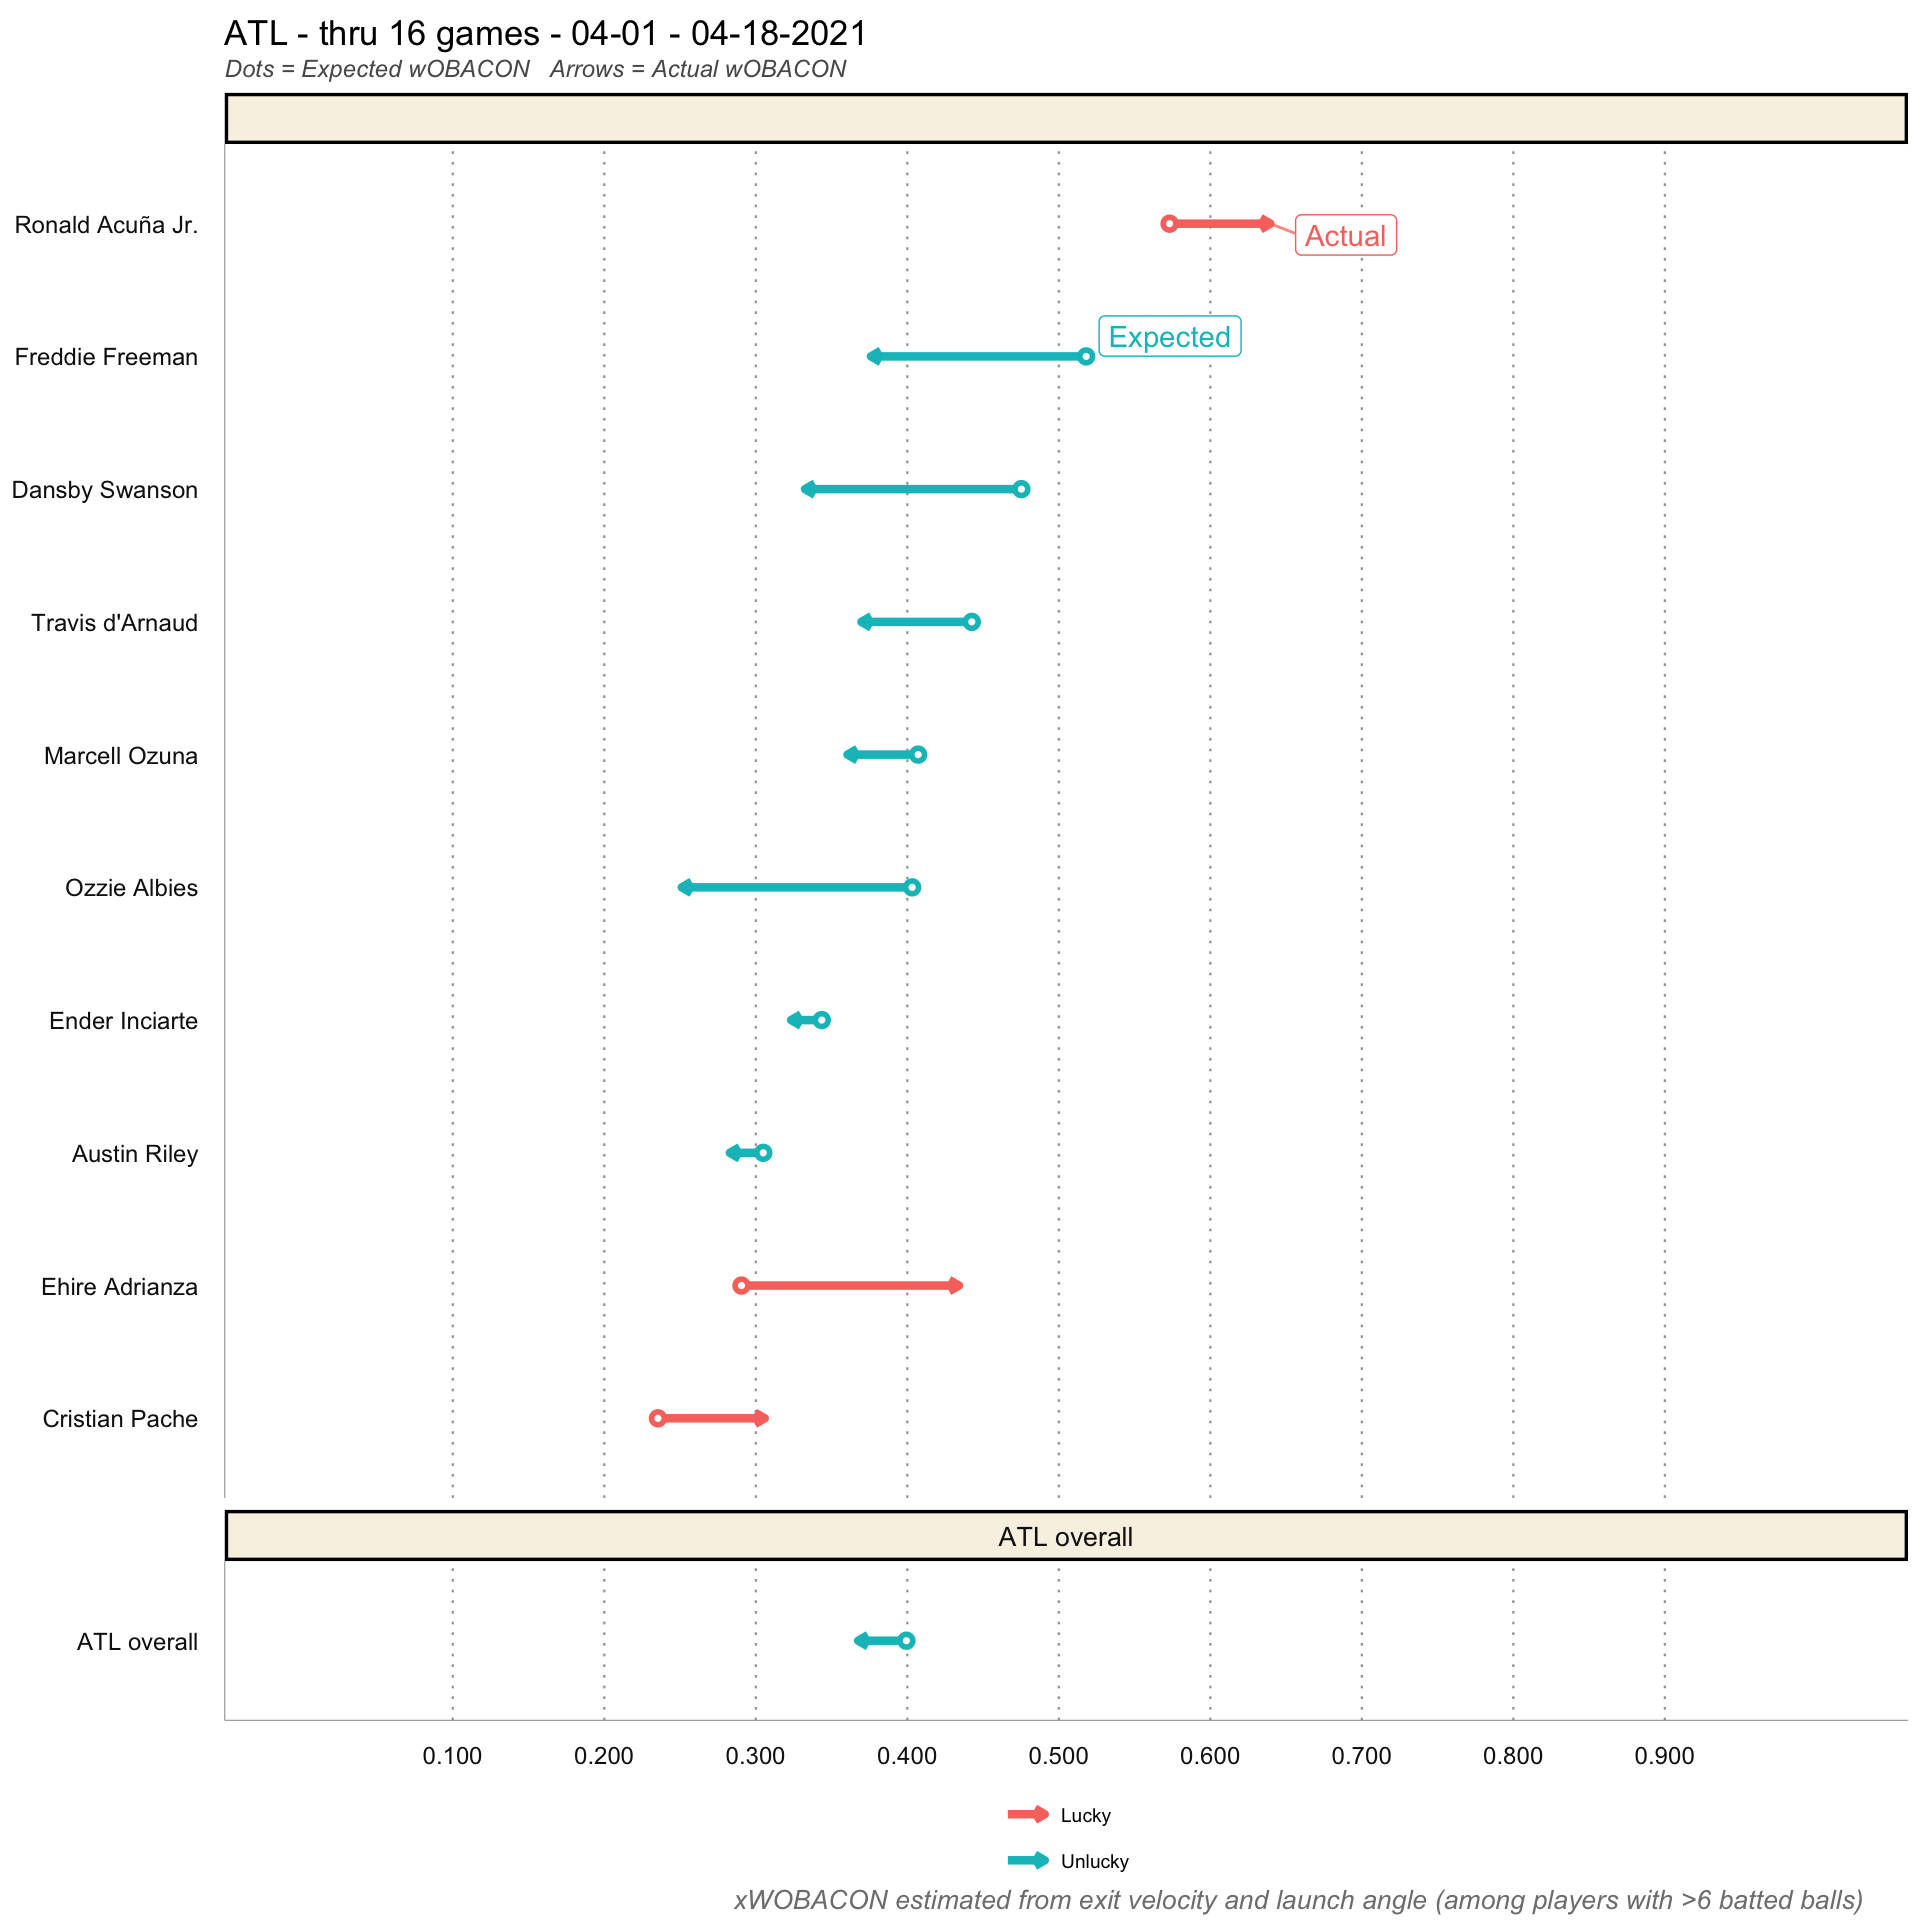 ATL - thru 16 games - 04-01 - 04-18-2021
Dots = Expected wOBACON   Arrows = Actual wOBACON
Ronald Acuña Jr.
Actual
Expected
Freddie Freeman
Dansby Swanson
Travis d'Arnaud
Marcell Ozuna
Ozzie Albies
Ender Inciarte
Austin Riley
Ehire Adrianza
Cristian Pache
ATL overall
ATL overall
0.100 0.200 0.300 0.400 0.500 0.600 0.700 0.800 0.900
Lucky
Unlucky
xWOBACON estimated from exit velocity and launch angle (among players with >6 batted balls)